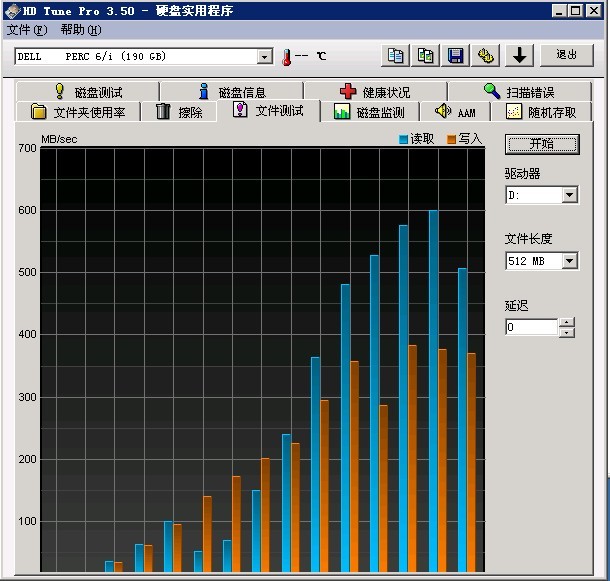 HD Tune Pro 3.50 - 硬盘实用程序
文件(F) 帮助(H)
DELL PERC 6/i (190 GB) -- ℃ 退出
磁盘测试 磁盘信息 健康状况 扫描错误
文件夹使用率 擦除 文件测试 磁盘监测 AAM 随机存取
MB/sec 读取 写入 开始
700
驱动器
D:
600
文件长度
500 512 MB
延迟
0
400
300
200
100